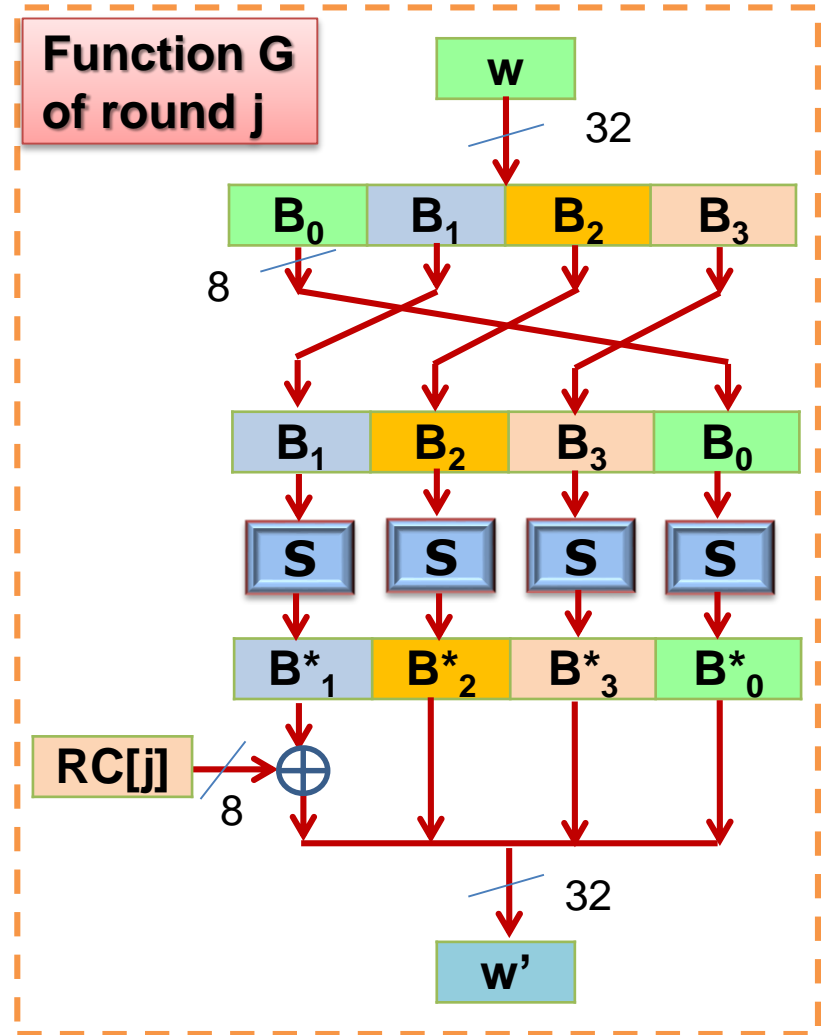 Function G
of round j
w
32
B₀ B₁ B₂ B₃
8
B₁ B₂ B₃ B₀
S S S S
B*₁ B*₂ B*₃ B*₀
RC[j]
8
32
w’